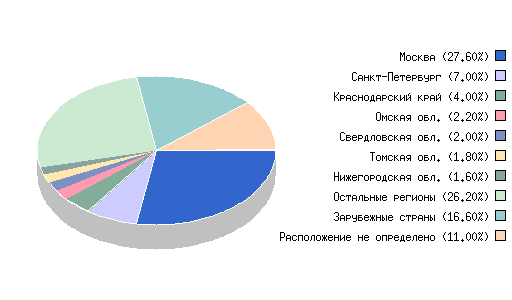 Москва (27.60%)
Санкт-Петербург (7.00%)
Краснодарский край (4.00%)
Омская обл. (2.20%)
Свердловская обл. (2.00%)
Томская обл. (1.80%)
Нижегородская обл. (1.60%)
Остальные регионы (26.20%)
Зарубежные страны (16.60%)
Расположение не определено (11.00%)